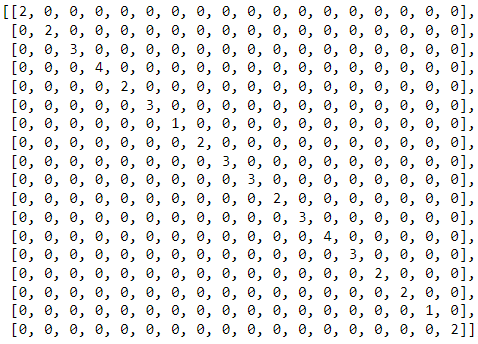 [[2, 0, 0, 0, 0, 0, 0, 0, 0, 0, 0, 0, 0, 0, 0, 0, 0, 0],
[0, 2, 0, 0, 0, 0, 0, 0, 0, 0, 0, 0, 0, 0, 0, 0, 0, 0],
[0, 0, 3, 0, 0, 0, 0, 0, 0, 0, 0, 0, 0, 0, 0, 0, 0, 0],
[0, 0, 0, 4, 0, 0, 0, 0, 0, 0, 0, 0, 0, 0, 0, 0, 0, 0],
[0, 0, 0, 0, 2, 0, 0, 0, 0, 0, 0, 0, 0, 0, 0, 0, 0, 0],
[0, 0, 0, 0, 0, 3, 0, 0, 0, 0, 0, 0, 0, 0, 0, 0, 0, 0],
[0, 0, 0, 0, 0, 0, 1, 0, 0, 0, 0, 0, 0, 0, 0, 0, 0, 0],
[0, 0, 0, 0, 0, 0, 0, 2, 0, 0, 0, 0, 0, 0, 0, 0, 0, 0],
[0, 0, 0, 0, 0, 0, 0, 0, 3, 0, 0, 0, 0, 0, 0, 0, 0, 0],
[0, 0, 0, 0, 0, 0, 0, 0, 0, 3, 0, 0, 0, 0, 0, 0, 0, 0],
[0, 0, 0, 0, 0, 0, 0, 0, 0, 0, 2, 0, 0, 0, 0, 0, 0, 0],
[0, 0, 0, 0, 0, 0, 0, 0, 0, 0, 0, 3, 0, 0, 0, 0, 0, 0],
[0, 0, 0, 0, 0, 0, 0, 0, 0, 0, 0, 0, 4, 0, 0, 0, 0, 0],
[0, 0, 0, 0, 0, 0, 0, 0, 0, 0, 0, 0, 0, 3, 0, 0, 0, 0],
[0, 0, 0, 0, 0, 0, 0, 0, 0, 0, 0, 0, 0, 0, 2, 0, 0, 0],
[0, 0, 0, 0, 0, 0, 0, 0, 0, 0, 0, 0, 0, 0, 0, 2, 0, 0],
[0, 0, 0, 0, 0, 0, 0, 0, 0, 0, 0, 0, 0, 0, 0, 0, 1, 0],
[0, 0, 0, 0, 0, 0, 0, 0, 0, 0, 0, 0, 0, 0, 0, 0, 0, 2]]